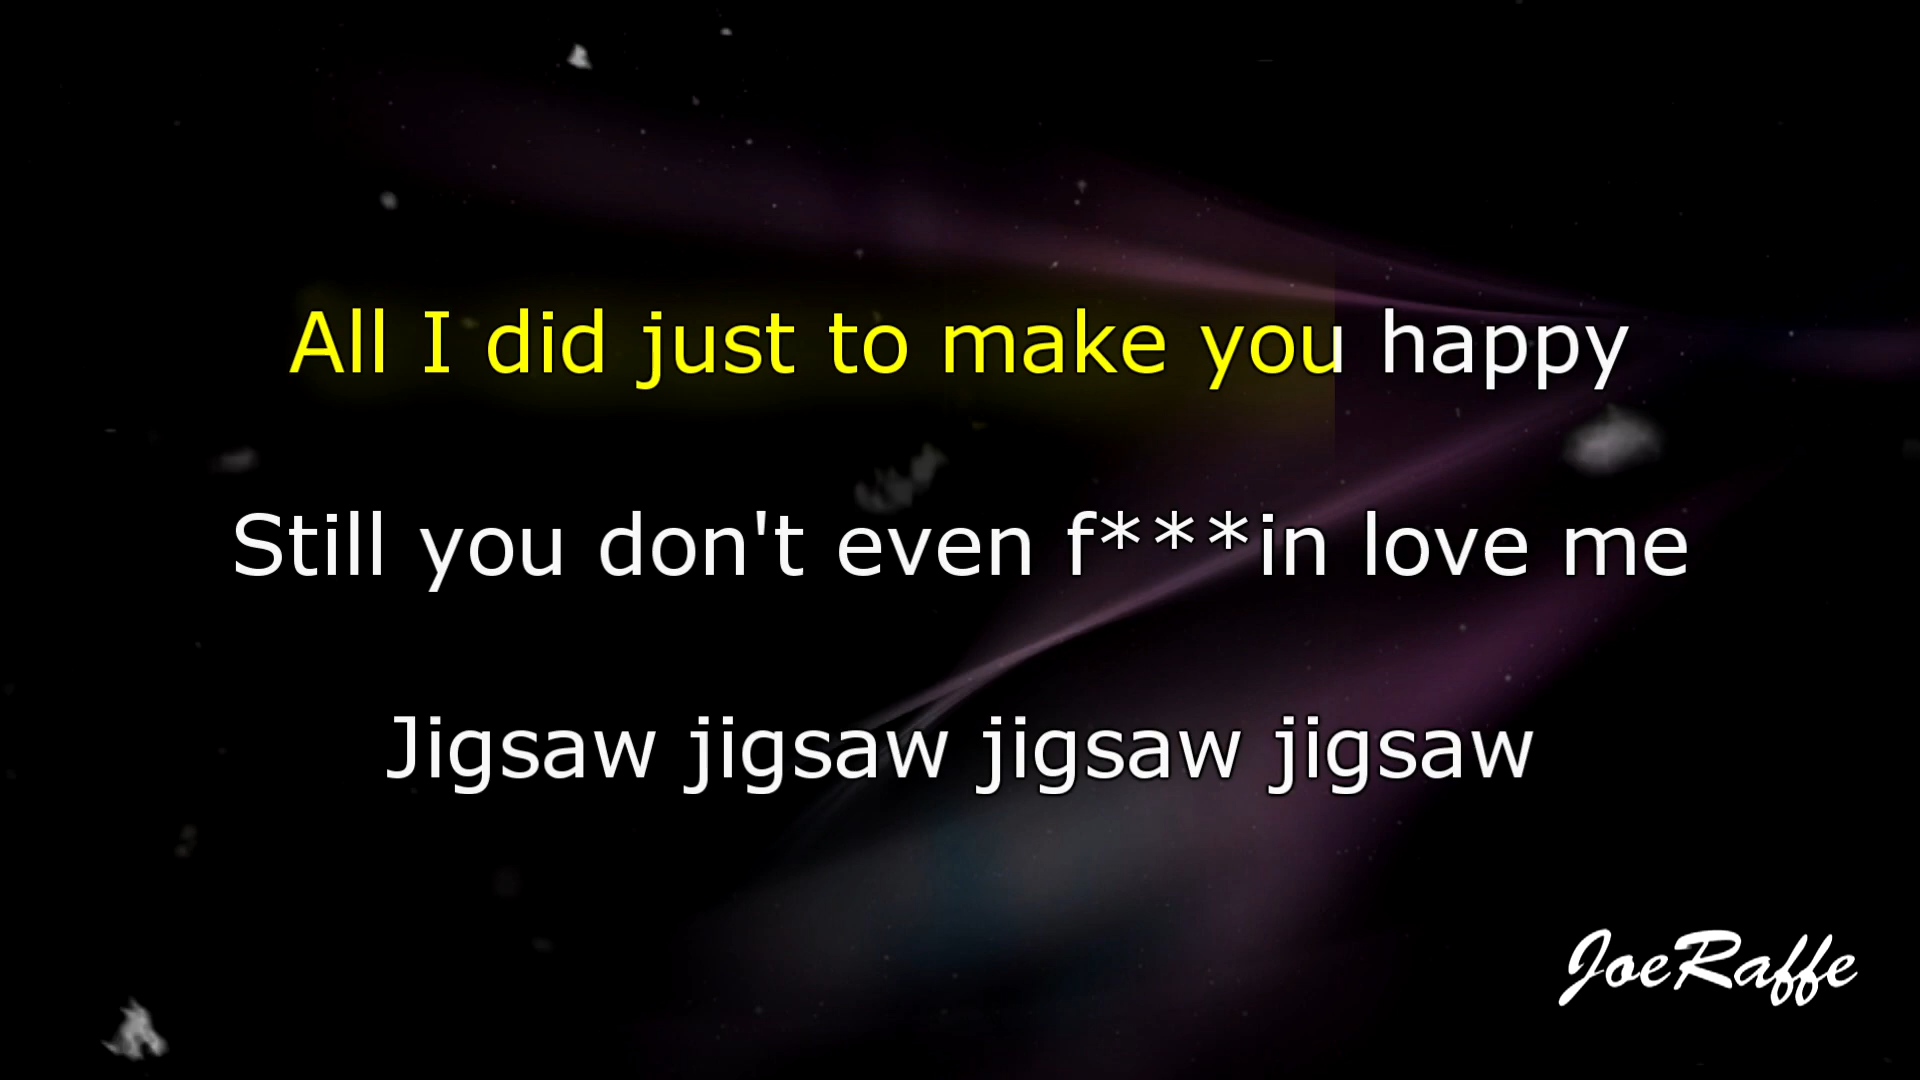 All I did just to make you happy
Still you don't even f***in love me
Jigsaw jigsaw jigsaw jigsaw
JoeRaffe